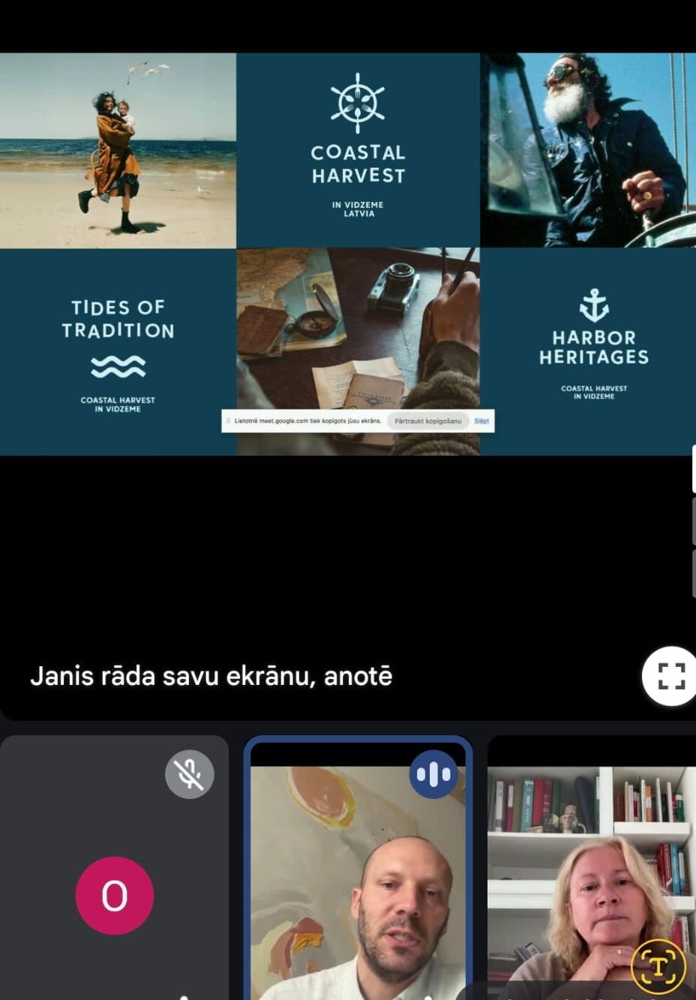 COASTAL
HARVEST
IN VIDZEME
LATVIA
TIDES OF
TRADITION
COASTAL HARVEST
IN VIDZEME
HARBOR
HERITAGES
COASTAL HARVEST
IN VIDZEME
Lietotnē meet.google.com tiek kopīgots jūsu ekrāns. Pārtraukt kopīgošanu Slēpt
Janis rāda savu ekrānu, anotē
O
T